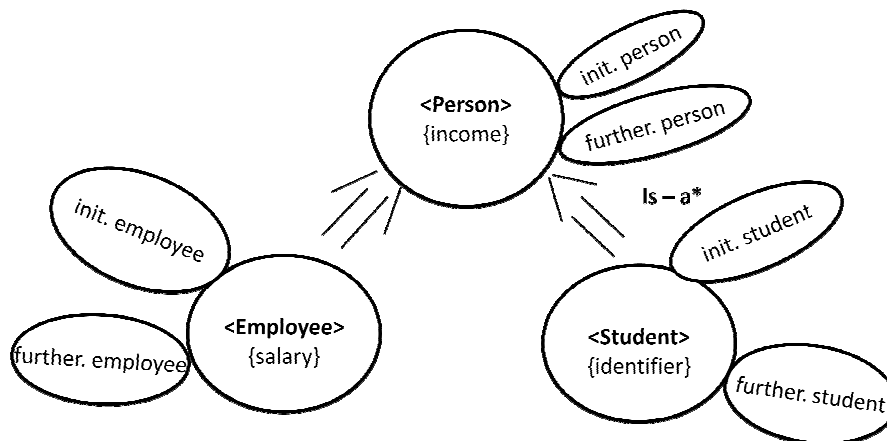 init. person
<Person>
{income}
further. person
Is – a*
init. employee
init. student
<Employee>
{salary}
<Student>
{identifier}
further. employee
further. student